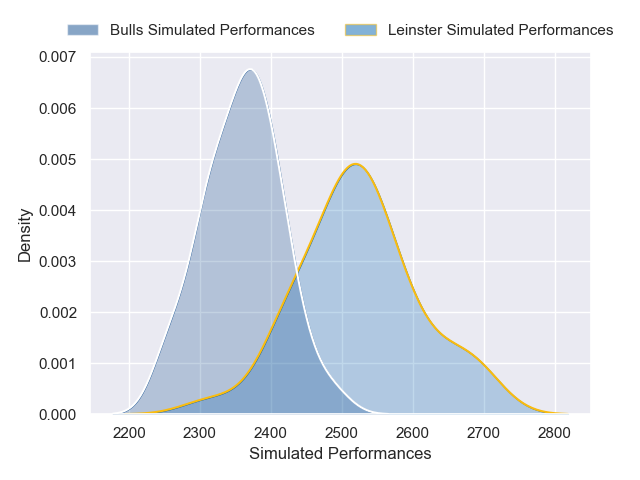 Bulls Simulated Performances Leinster Simulated Performances
0.007
0.006
0.005
0.004
0.003
0.002
0.001
0.000
Density
2200 2300 2400 2500 2600 2700 2800
Simulated Performances